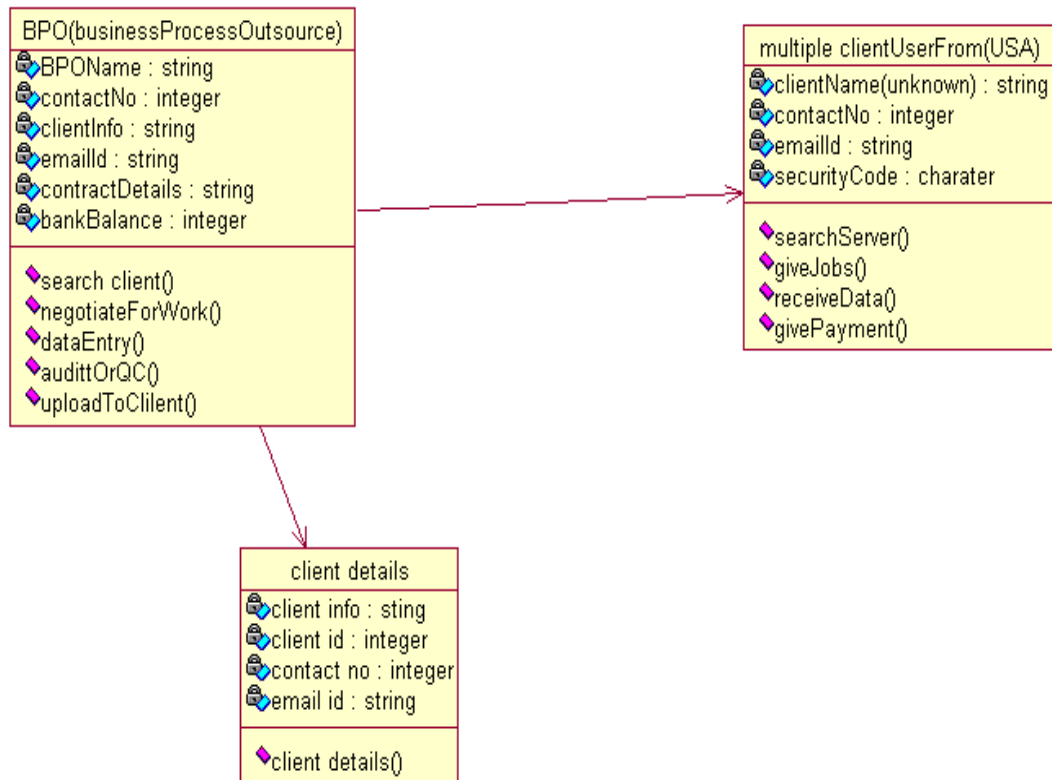 BPO(businessProcessOutsource)
BPOName : string
contactNo : integer
clientInfo : string
emailId : string
contractDetails : string
bankBalance : integer
search client()
negotiateForWork()
dataEntry()
audittOrQC()
uploadToClilent()
multiple clientUserFrom(USA)
clientName(unknown) : string
contactNo : integer
emailId : string
securityCode : charater
searchServer()
giveJobs()
receiveData()
givePayment()
client details
client info : sting
client id : integer
contact no : integer
email id : string
client details()